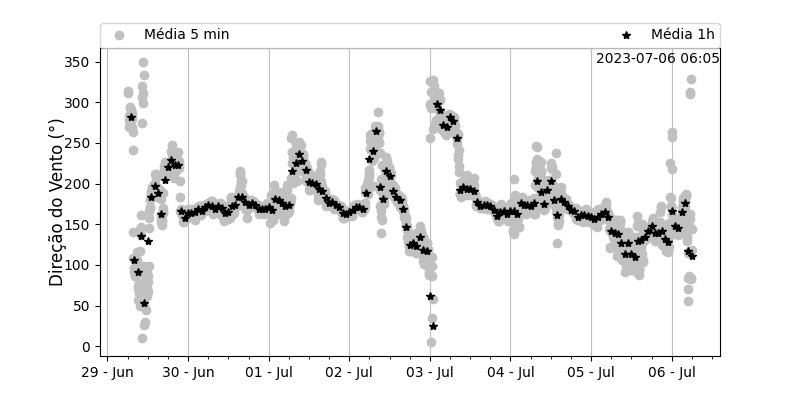 Média 5 min
Média 1h
2023-07-06 06:05
Direção do Vento (°)
350
300
250
200
150
100
50
0
29 - Jun
30 - Jun
01 - Jul
02 - Jul
03 - Jul
04 - Jul
05 - Jul
06 - Jul